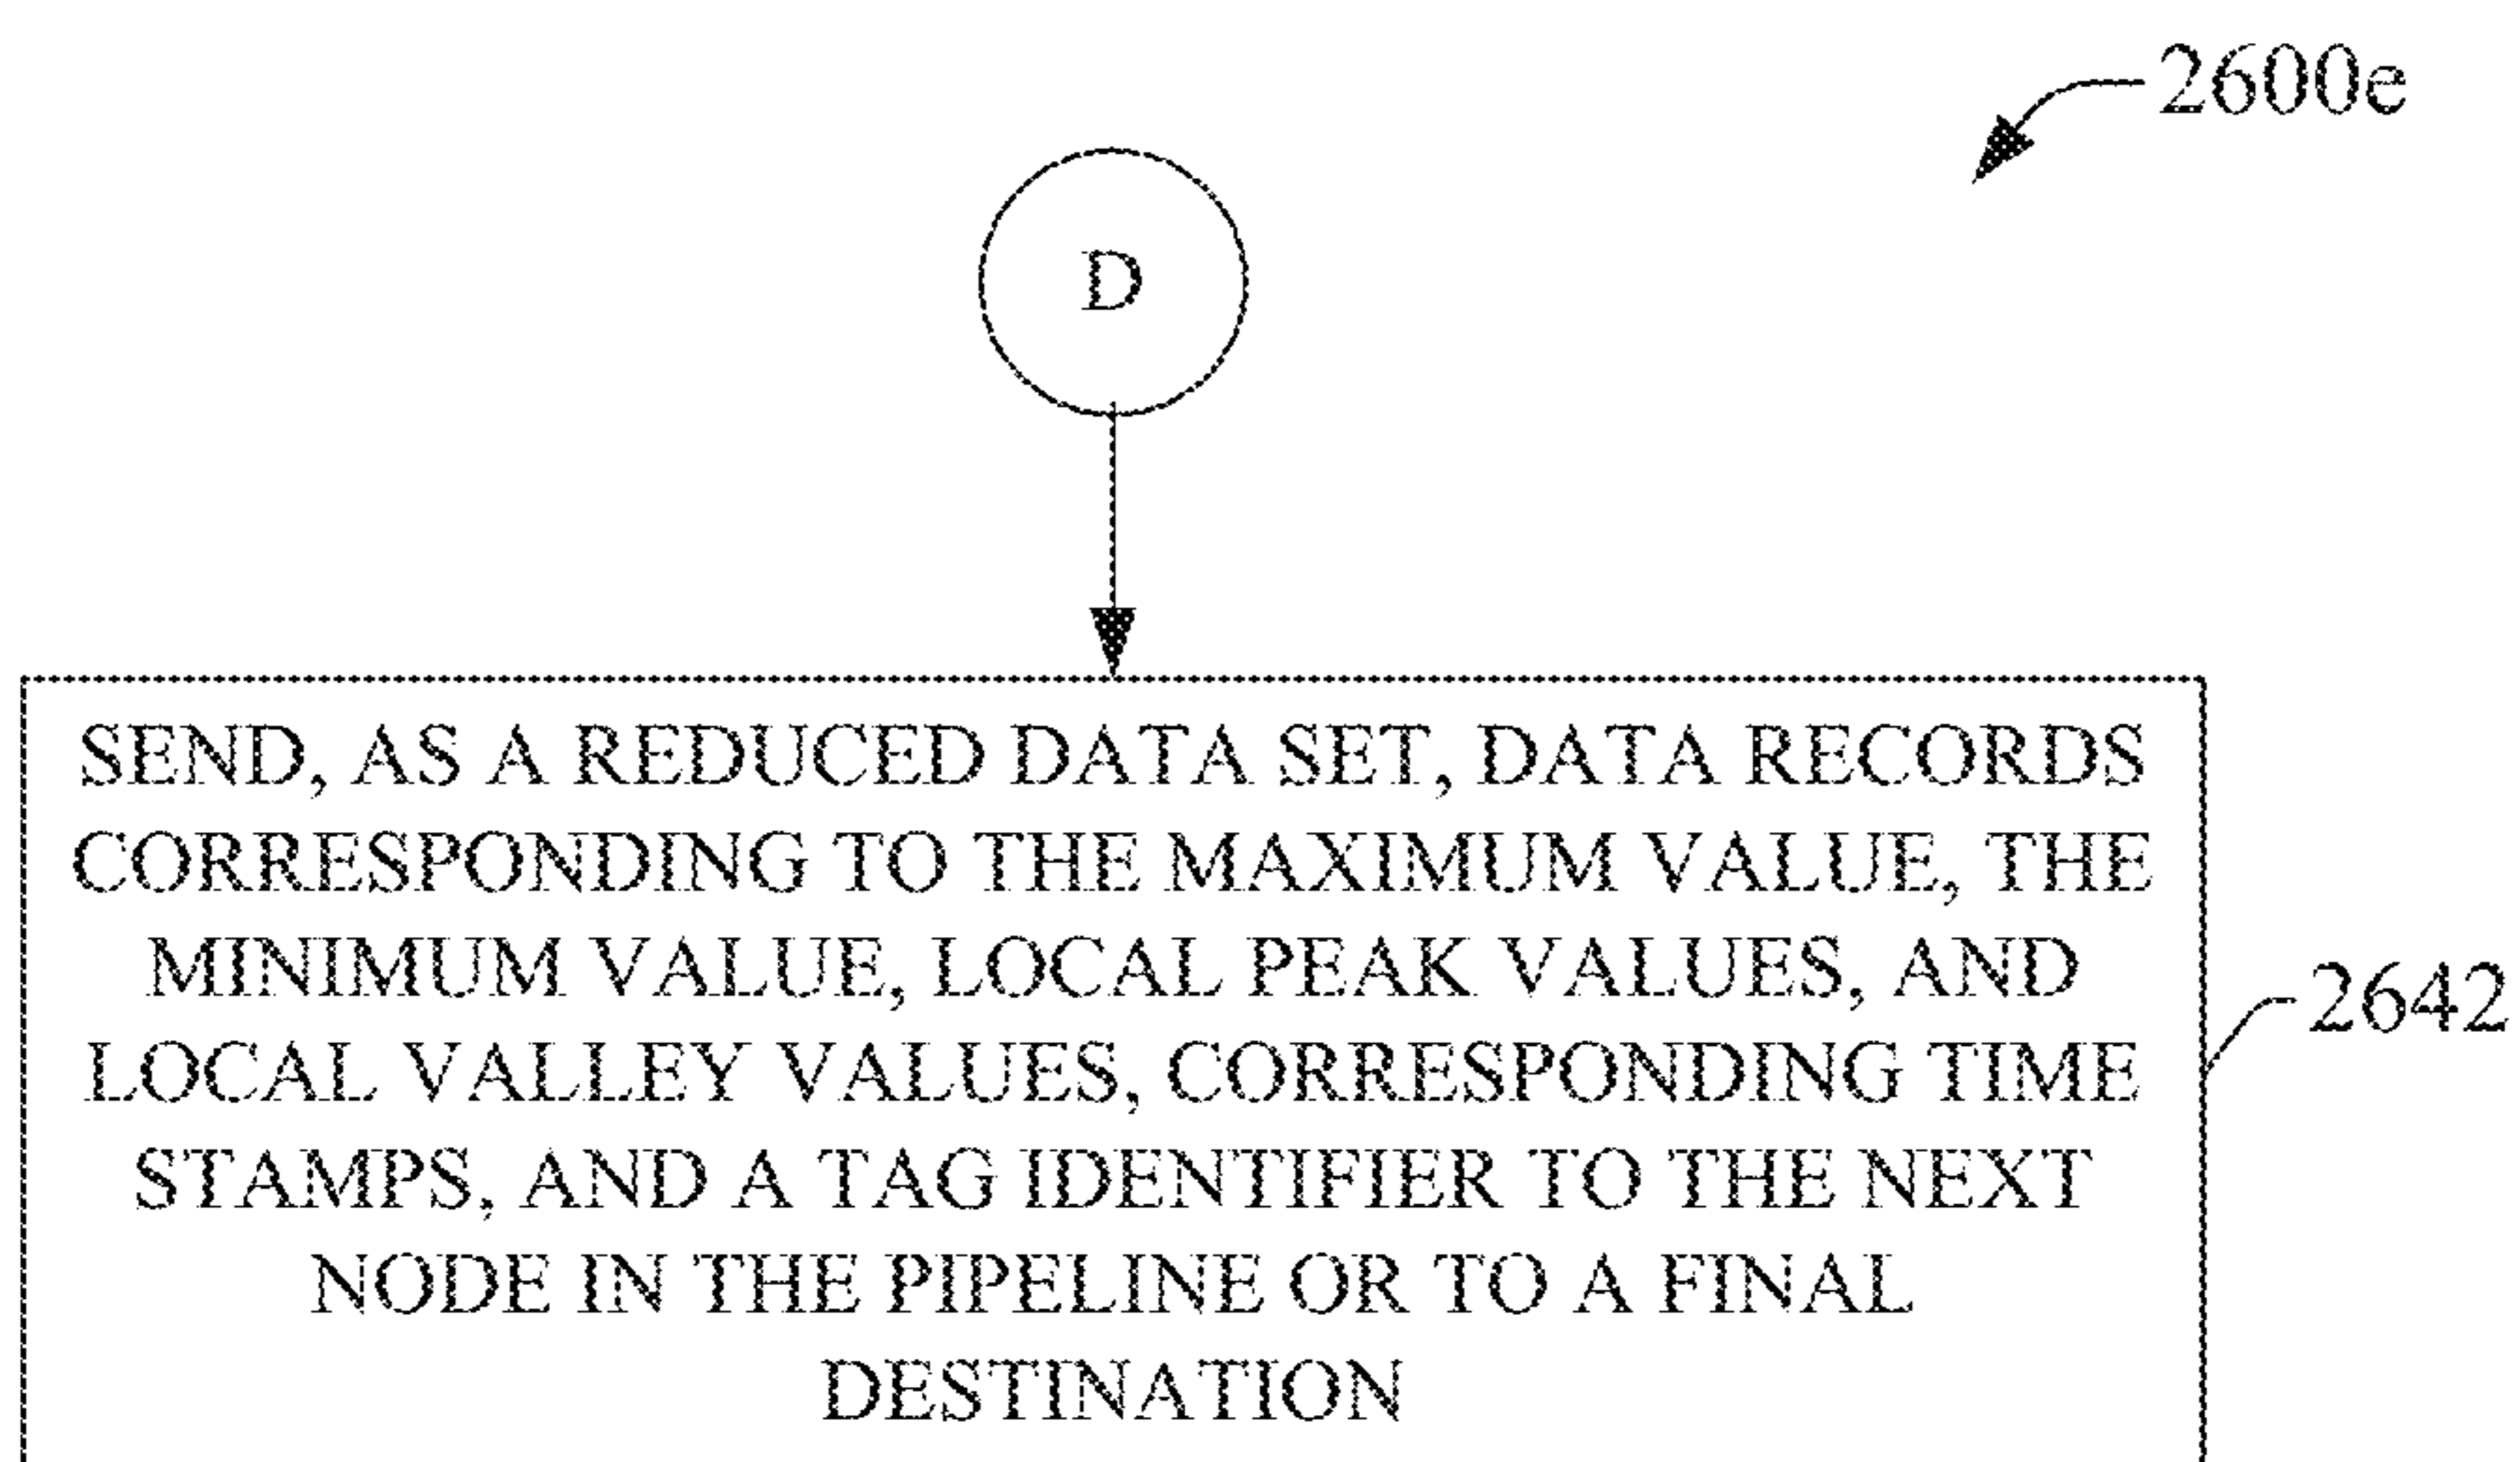 2600e
D
SEND, AS A REDUCED DATA SET, DATA RECORDS
CORRESPONDING TO THE MAXIMUM VALUE, THE
MINIMUM VALUE, LOCAL PEAK VALUES, AND
LOCAL VALLEY VALUES, CORRESPONDING TIME
STAMPS, AND A TAG IDENTIFIER TO THE NEXT
NODE IN THE PIPELINE OR TO A FINAL
DESTINATION
2642